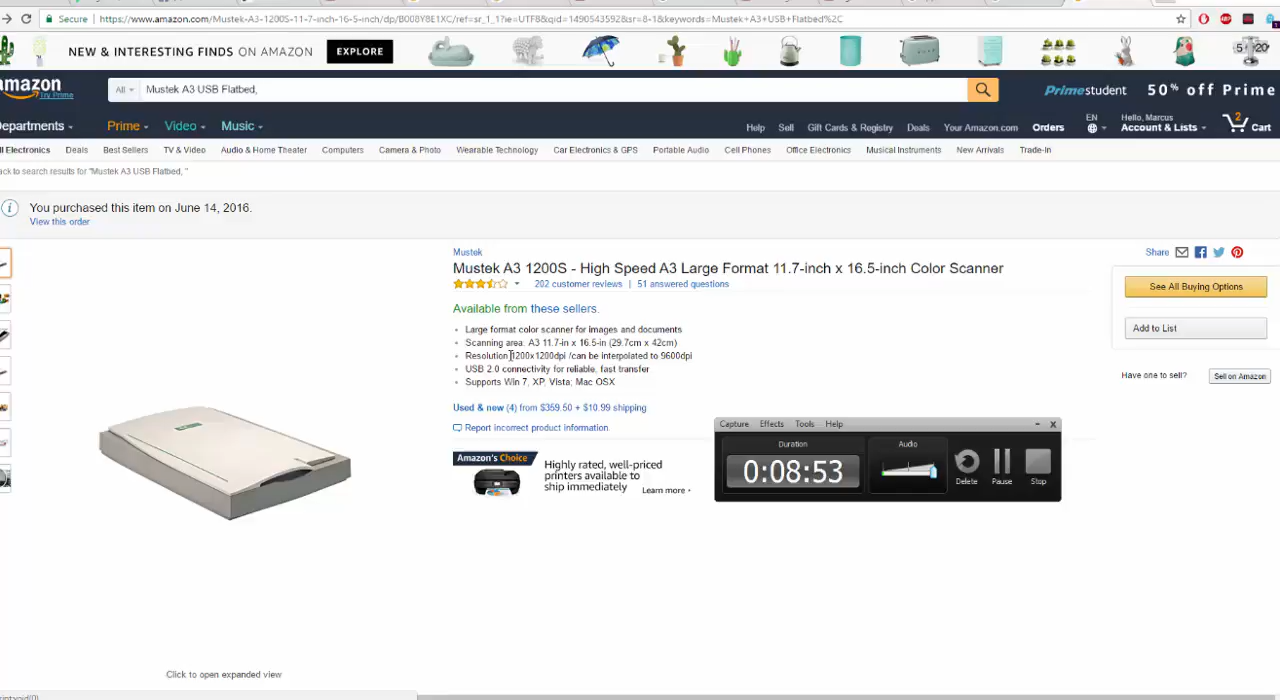 Secure | https://www.amazon.com/Mustek-A3-1200S-11-7-inch-16-5-inch/dp/B008Y8E1XC/ref=sr_1_1?ie=UTF8&qid=1490543592&sr=8-1&keywords=Mustek+A3+USB+Flatbed%2C
NEW & INTERESTING FINDS ON AMAZON EXPLORE
amazon
Try Prime
All Mustek A3 USB Flatbed,
Prime student 50% off Prime
epartments Prime Video Music
Help Sell Gift Cards & Registry Deals Your Amazon.com Orders EN Hello, Marcus Account & Lists 2 Cart
ll Electronics Deals Best Sellers TV & Video Audio & Home Theater Computers Camera & Photo Wearable Technology Car Electronics & GPS Portable Audio Cell Phones Office Electronics Musical Instruments New Arrivals Trade-In
ack to search results for "Mustek A3 USB Flatbed, "
You purchased this item on June 14, 2016.
View this order
Mustek
Share
Mustek A3 1200S - High Speed A3 Large Format 11.7-inch x 16.5-inch Color Scanner
202 customer reviews | 51 answered questions
See All Buying Options
Available from these sellers.
Add to List
Large format color scanner for images and documents
Scanning area: A3 11.7-in x 16.5-in (29.7cm x 42cm)
Resolution 1200x1200dpi /can be interpolated to 9600dpi
USB 2.0 connectivity for reliable, fast transfer
Supports Win 7, XP, Vista; Mac OSX
Have one to sell? Sell on Amazon
Used & new (4) from $359.50 + $10.99 shipping
Report incorrect product information.
Amazon's Choice
Highly rated, well-priced
printers available to
ship immediately Learn more
Capture Effects Tools Help
Duration Audio
0:08:53
Delete Pause Stop
Click to open expanded view